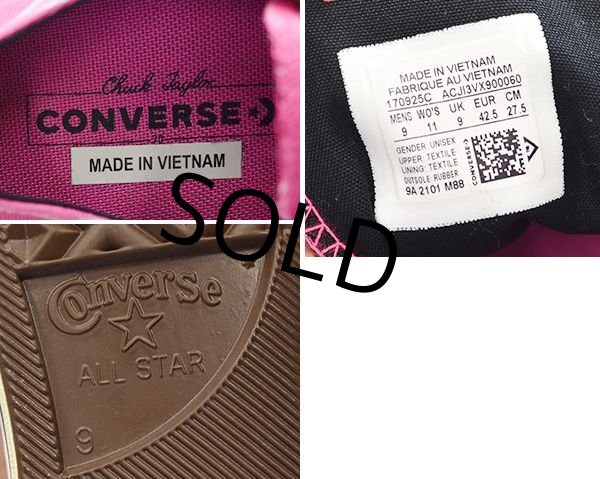 Chuck Taylor
CONVERSE
MADE IN VIETNAM
MADE IN VIETNAM
FABRIQUE AU VIETNAM
170925C ACJI3VX900060
MENS WO'S UK EUR CM
9 11 9 42.5 27.5
GENDER: UNISEX
UPPER: TEXTILE
LINING: TEXTILE
OUTSOLE: RUBBER
9A 2101 M88
CONVERSE
SOLD
Converse
ALL STAR
9